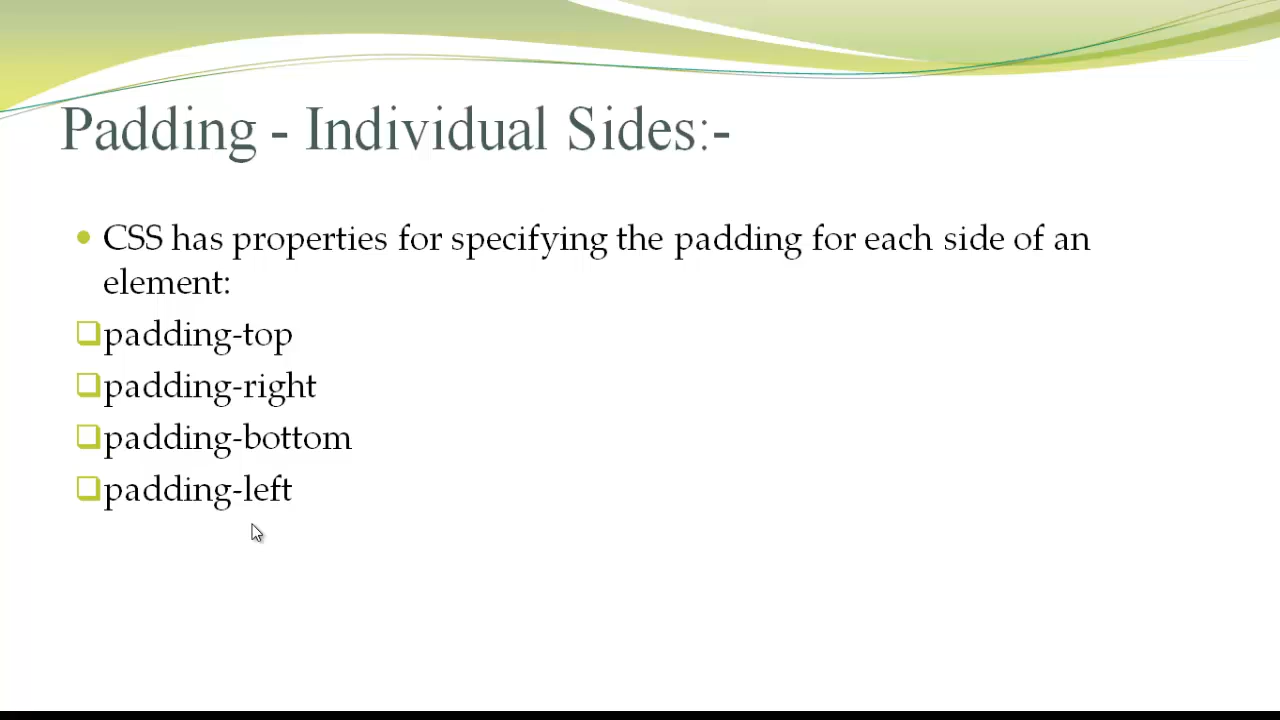 Padding - Individual Sides:-
CSS has properties for specifying the padding for each side of an
element:
padding-top
padding-right
padding-bottom
padding-left